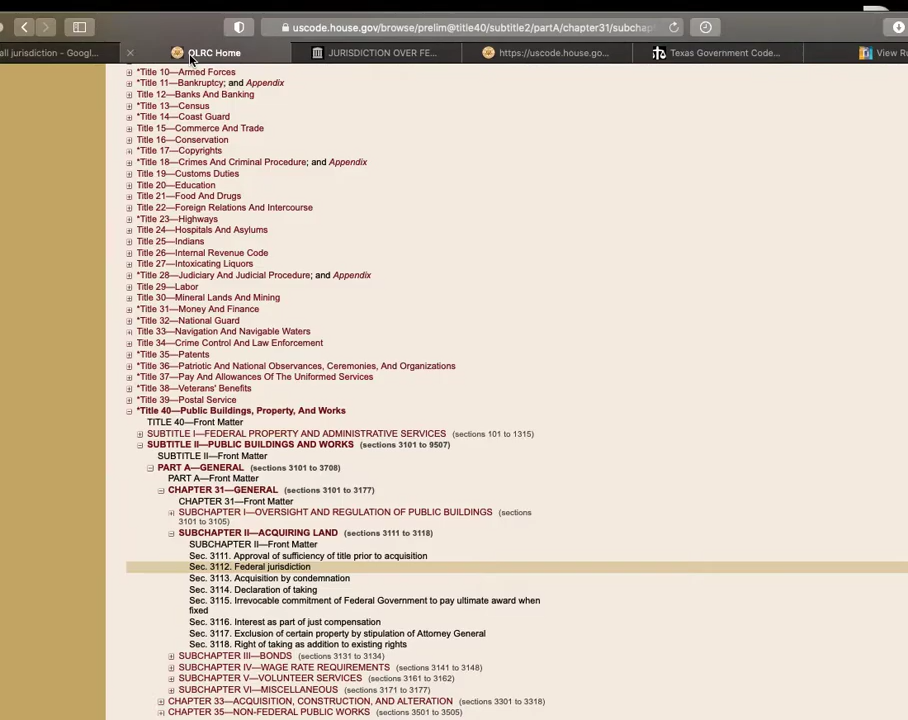 uscode.house.gov/browse/prelim@title40/subtitle2/partA/chapter31/subchap
all jurisdiction - Googl...
OLRC Home
JURISDICTION OVER FE...
https://uscode.house.go...
Texas Government Code...
View Ru
*Title 10—Armed Forces
*Title 11—Bankruptcy; and Appendix
Title 12—Banks And Banking
*Title 13—Census
*Title 14—Coast Guard
Title 15—Commerce And Trade
Title 16—Conservation
*Title 17—Copyrights
*Title 18—Crimes And Criminal Procedure; and Appendix
Title 19—Customs Duties
Title 20—Education
Title 21—Food And Drugs
Title 22—Foreign Relations And Intercourse
*Title 23—Highways
Title 24—Hospitals And Asylums
Title 25—Indians
Title 26—Internal Revenue Code
Title 27—Intoxicating Liquors
*Title 28—Judiciary And Judicial Procedure; and Appendix
Title 29—Labor
Title 30—Mineral Lands And Mining
*Title 31—Money And Finance
*Title 32—National Guard
Title 33—Navigation And Navigable Waters
Title 34—Crime Control And Law Enforcement
*Title 35—Patents
*Title 36—Patriotic And National Observances, Ceremonies, And Organizations
*Title 37—Pay And Allowances Of The Uniformed Services
*Title 38—Veterans' Benefits
*Title 39—Postal Service
*Title 40—Public Buildings, Property, And Works
TITLE 40—Front Matter
SUBTITLE I—FEDERAL PROPERTY AND ADMINISTRATIVE SERVICES (sections 101 to 1315)
SUBTITLE II—PUBLIC BUILDINGS AND WORKS (sections 3101 to 9507)
SUBTITLE II—Front Matter
PART A—GENERAL (sections 3101 to 3708)
PART A—Front Matter
CHAPTER 31—GENERAL (sections 3101 to 3177)
CHAPTER 31—Front Matter
SUBCHAPTER I—OVERSIGHT AND REGULATION OF PUBLIC BUILDINGS (sections
3101 to 3105)
SUBCHAPTER II—ACQUIRING LAND (sections 3111 to 3118)
SUBCHAPTER II—Front Matter
Sec. 3111. Approval of sufficiency of title prior to acquisition
Sec. 3112. Federal jurisdiction
Sec. 3113. Acquisition by condemnation
Sec. 3114. Declaration of taking
Sec. 3115. Irrevocable commitment of Federal Government to pay ultimate award when
fixed
Sec. 3116. Interest as part of just compensation
Sec. 3117. Exclusion of certain property by stipulation of Attorney General
Sec. 3118. Right of taking as addition to existing rights
SUBCHAPTER III—BONDS (sections 3131 to 3134)
SUBCHAPTER IV—WAGE RATE REQUIREMENTS (sections 3141 to 3148)
SUBCHAPTER V—VOLUNTEER SERVICES (sections 3161 to 3162)
SUBCHAPTER VI—MISCELLANEOUS (sections 3171 to 3177)
CHAPTER 33—ACQUISITION, CONSTRUCTION, AND ALTERATION (sections 3301 to 3318)
CHAPTER 35—NON-FEDERAL PUBLIC WORKS (sections 3501 to 3505)